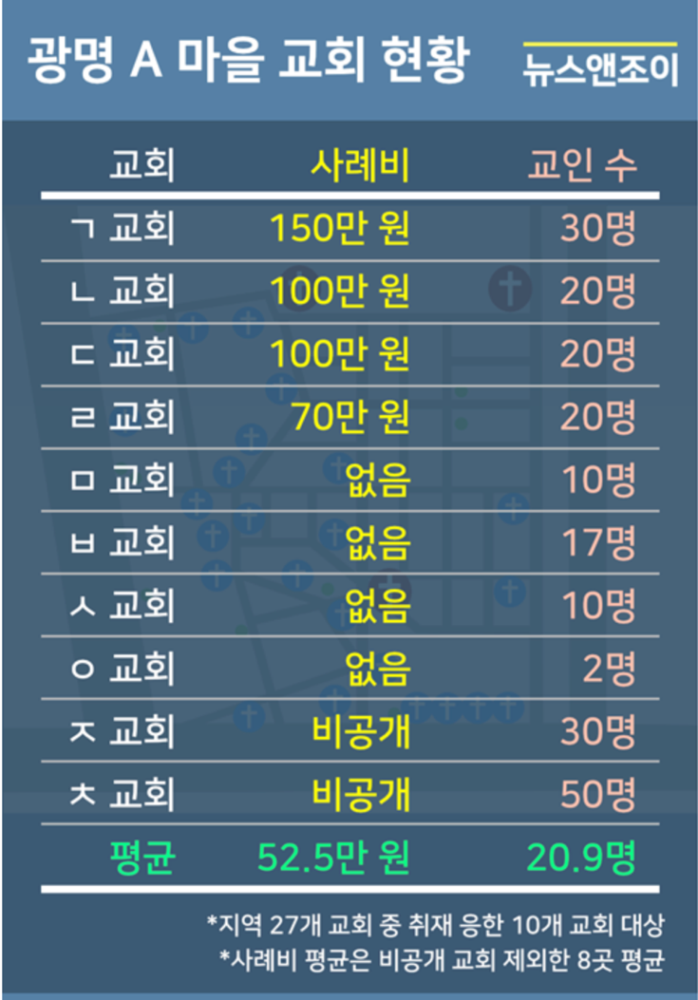 광명 A 마을 교회 현황
뉴스앤조이
교회 사례비 교인 수
ㄱ 교회 150만 원 30명
ㄴ 교회 100만 원 20명
ㄷ 교회 100만 원 20명
ㄹ 교회 70만 원 20명
ㅁ 교회 없음 10명
ㅂ 교회 없음 17명
ㅅ 교회 없음 10명
ㅇ 교회 없음 2명
ㅈ 교회 비공개 30명
ㅊ 교회 비공개 50명
평균 52.5만 원 20.9명
*지역 27개 교회 중 취재 응한 10개 교회 대상
*사례비 평균은 비공개 교회 제외한 8곳 평균